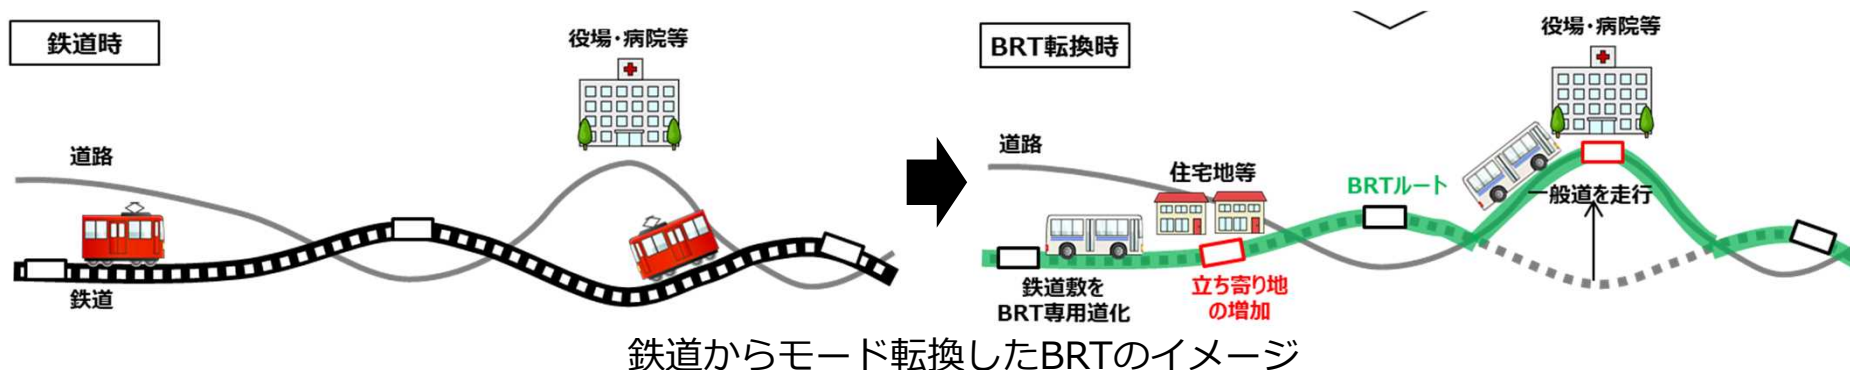 鉄道時
役場・病院等
道路
鉄道
BRT転換時
役場・病院等
道路
住宅地等
BRTルート
一般道を走行
鉄道敷を
BRT専用道化
立ち寄り地
の増加
鉄道からモード転換したBRTのイメージ